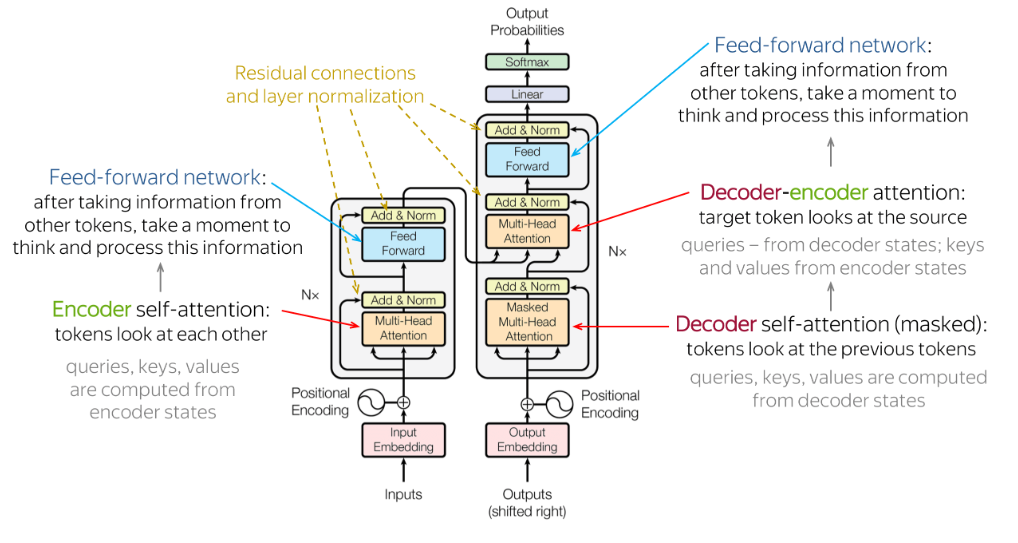 Output
Probabilities
Softmax
Linear
Add & Norm
Feed
Forward
Add & Norm
Multi-Head
Attention
Add & Norm
Masked
Multi-Head
Attention
Nx
Positional
Encoding
Output
Embedding
Outputs
(shifted right)
Add & Norm
Feed
Forward
Add & Norm
Multi-Head
Attention
Nx
Positional
Encoding
Input
Embedding
Inputs
Residual connections
and layer normalization
Feed-forward network:
after taking information from
other tokens, take a moment to
think and process this information
Encoder self-attention:
tokens look at each other
queries, keys, values
are computed from
encoder states
Feed-forward network:
after taking information from
other tokens, take a moment to
think and process this information
Decoder-encoder attention:
target token looks at the source
queries – from decoder states; keys
and values from encoder states
Decoder self-attention (masked):
tokens look at the previous tokens
queries, keys, values are computed
from decoder states